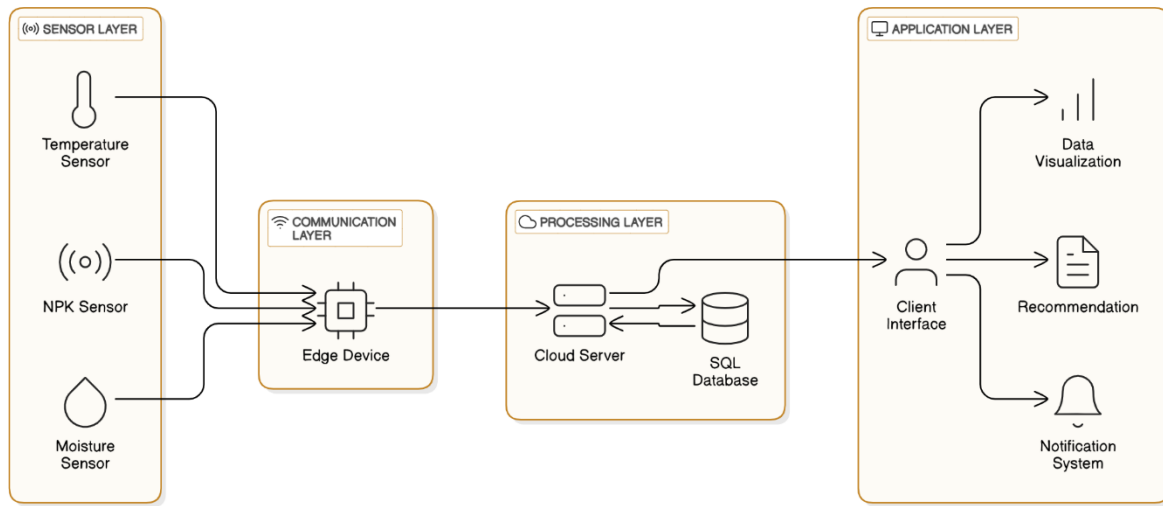 SENSOR LAYER
Temperature
Sensor
NPK Sensor
Moisture
Sensor
COMMUNICATION
LAYER
Edge Device
PROCESSING LAYER
Cloud Server
SQL
Database
APPLICATION LAYER
Client
Interface
Data
Visualization
Recommendation
Notification
System